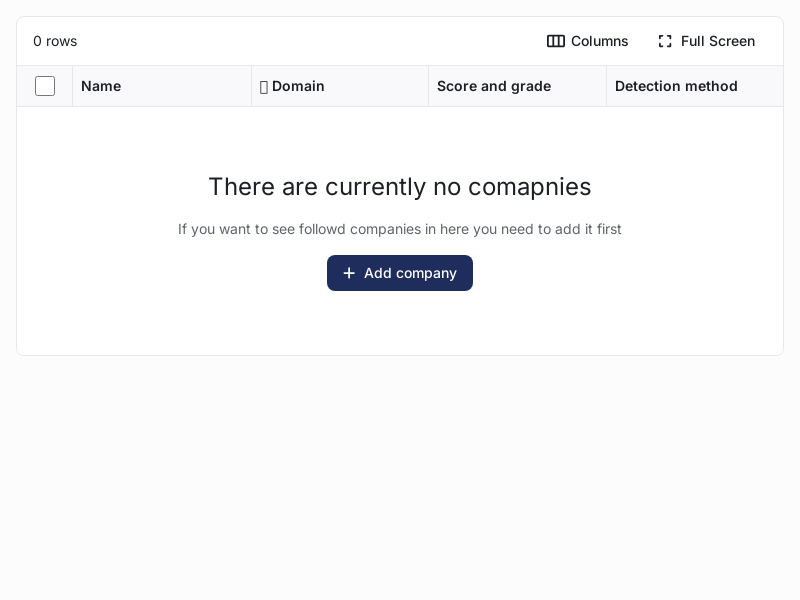 0 rows
Columns
Full Screen
Name
Domain
Score and grade
Detection method
There are currently no comapnies
If you want to see followd companies in here you need to add it first
Add company